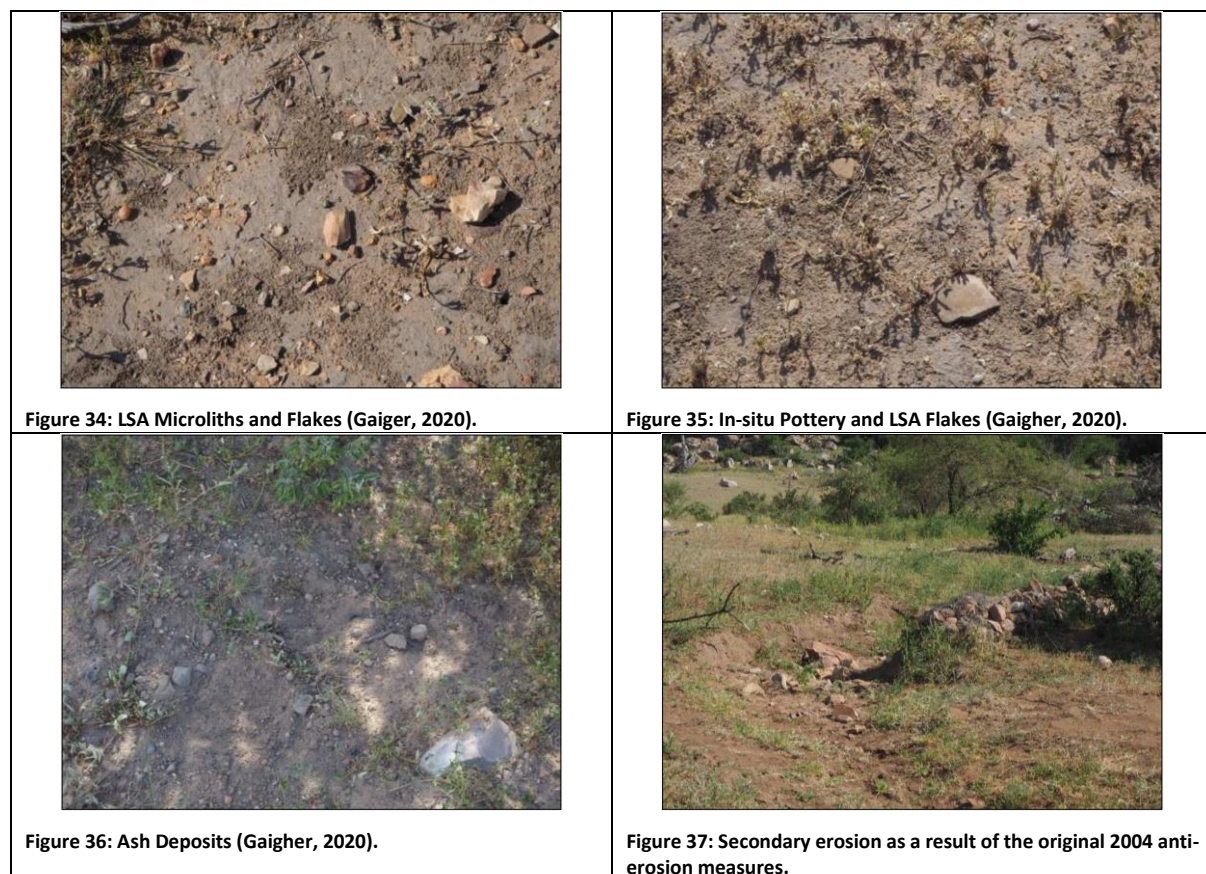 Figure 34: LSA Microliths and Flakes (Gaiger, 2020).
Figure 35: In-situ Pottery and LSA Flakes (Gaigher, 2020).
Figure 36: Ash Deposits (Gaigher, 2020).
Figure 37: Secondary erosion as a result of the original 2004 anti-
erosion measures.